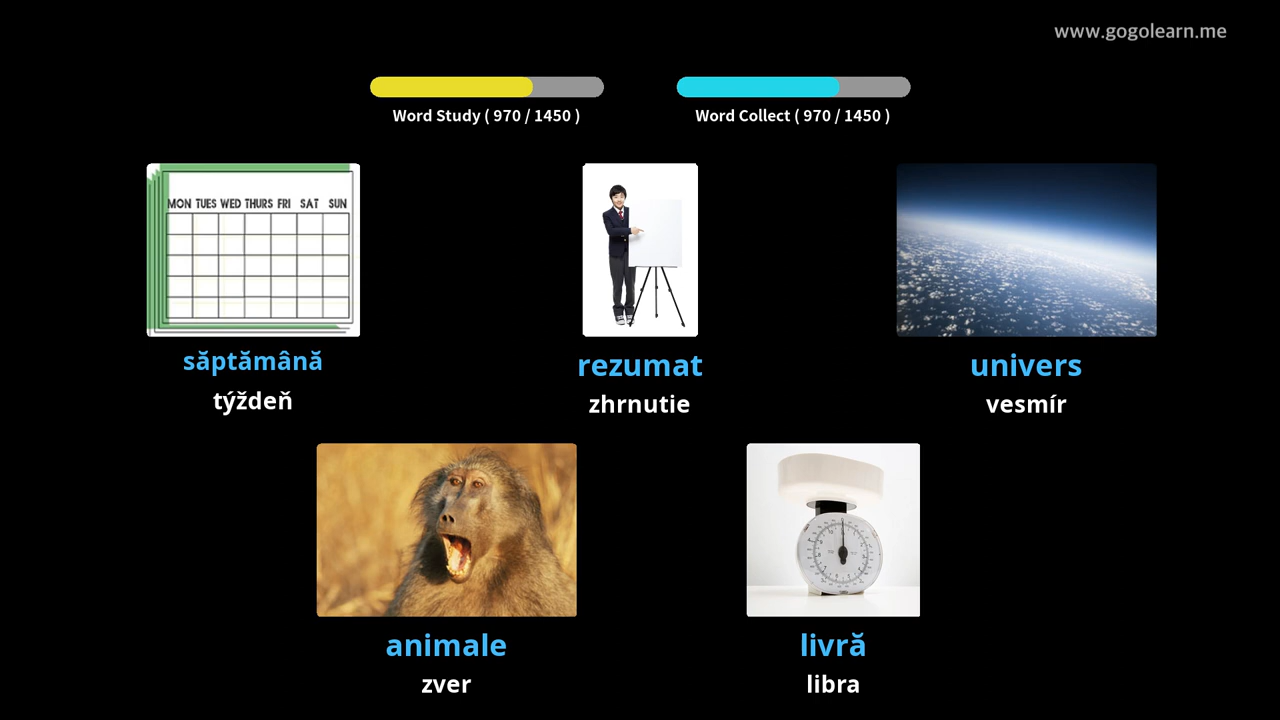 www.gogolearn.me
Word Study ( 970 / 1450 )
Word Collect ( 970 / 1450 )
MON TUES WED THURS FRI SAT SUN
săptămână
rezumat
univers
týždeň
zhrnutie
vesmír
animale
livră
zver
libra